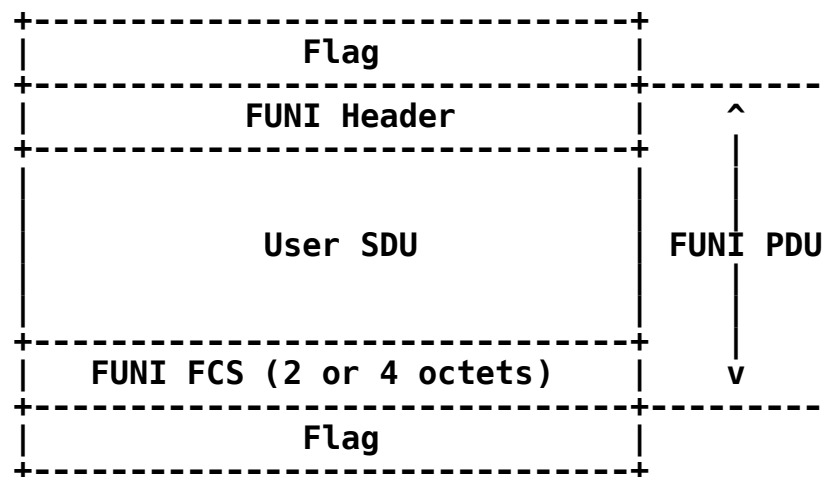 Flag
FUNI Header ^
User SDU FUNI PDU
FUNI FCS (2 or 4 octets) v
Flag